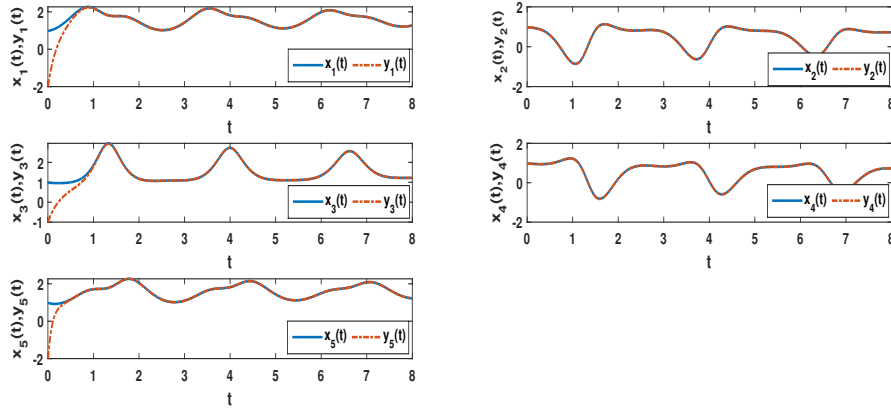 x₁(t),y₁(t)
2
0
-2
0 1 2 3 4 5 6 7 8
t
x₁(t) y₁(t)
x₂(t),y₂(t)
2
0
-2
0 1 2 3 4 5 6 7 8
t
x₂(t) y₂(t)
x₃(t),y₃(t)
2
1
0
-1
0 1 2 3 4 5 6 7 8
t
x₃(t) y₃(t)
x₄(t),y₄(t)
2
0
-2
0 1 2 3 4 5 6 7 8
t
x₄(t) y₄(t)
x₅(t),y₅(t)
2
0
-2
0 1 2 3 4 5 6 7 8
t
x₅(t) y₅(t)